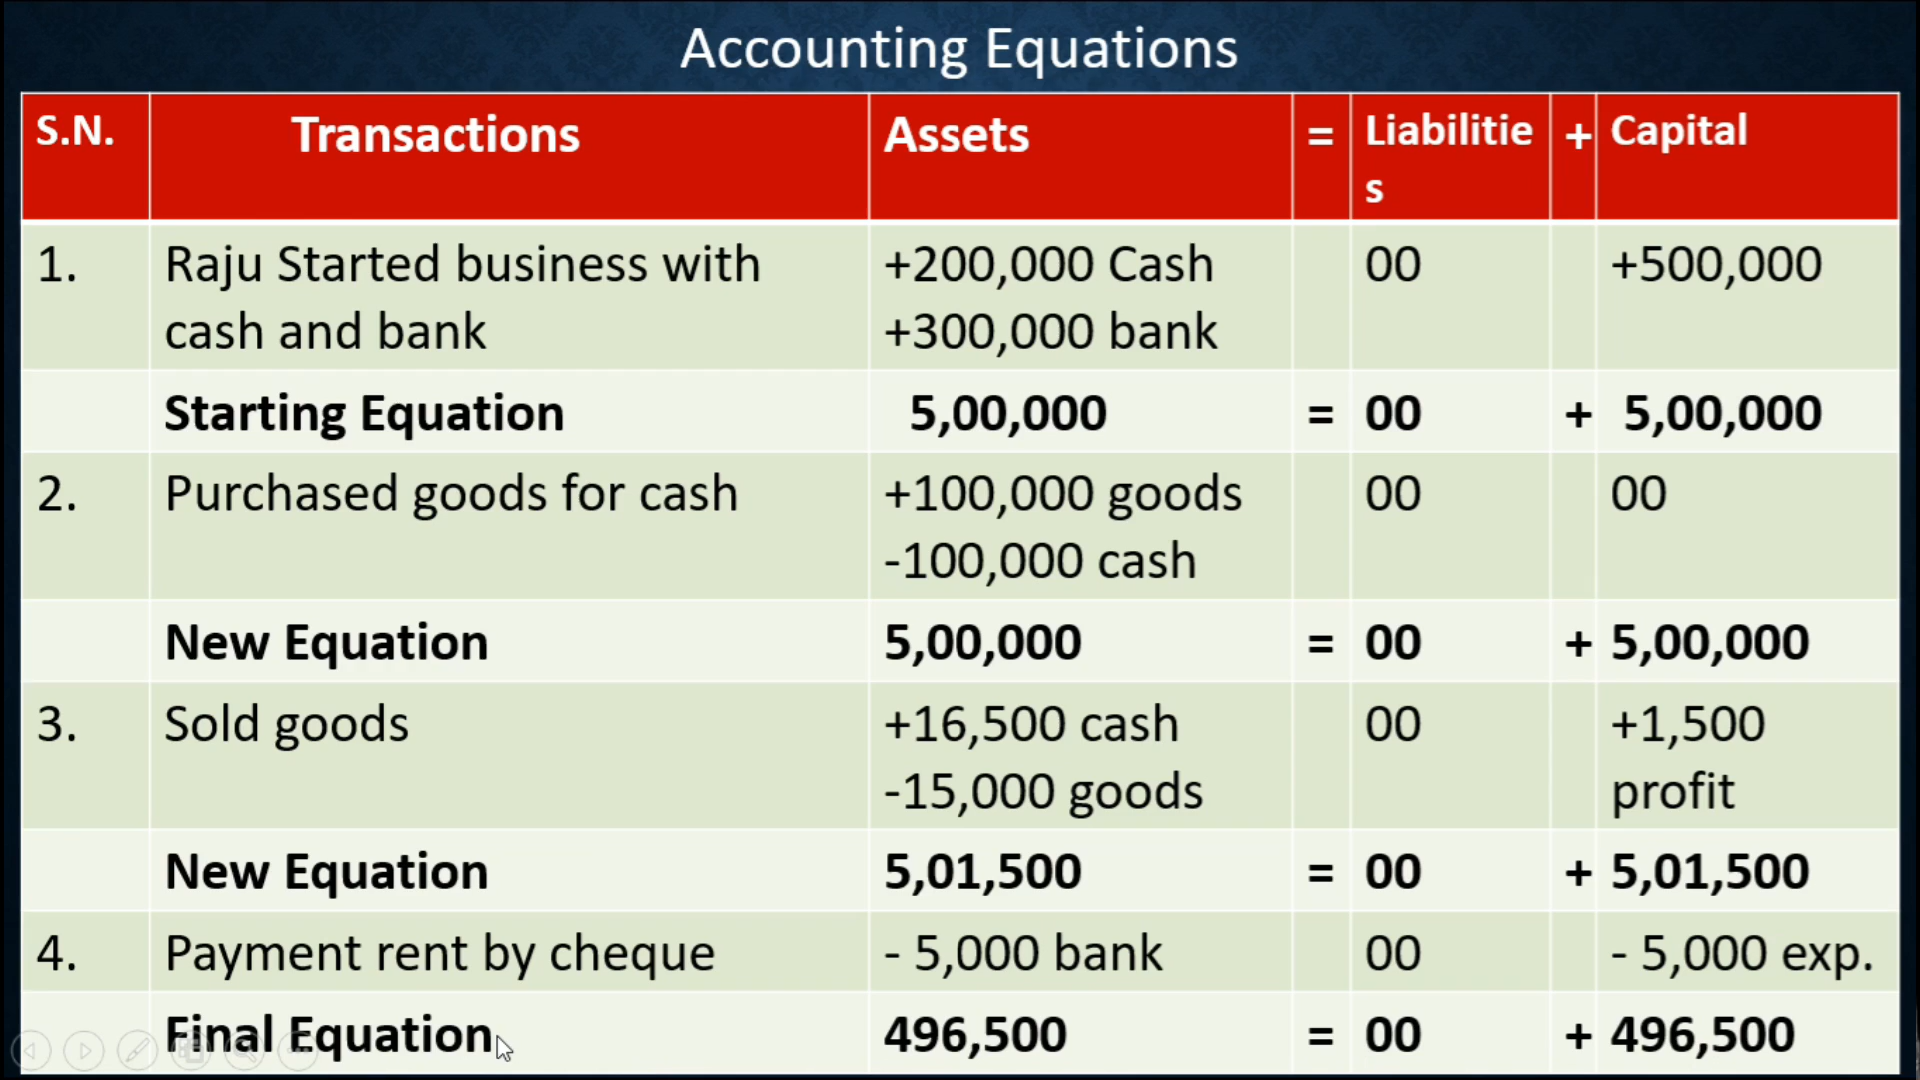 Accounting Equations
S.N. Transactions Assets = Liabilitie + Capital
s
1. Raju Started business with +200,000 Cash 00 +500,000
cash and bank +300,000 bank
Starting Equation 5,00,000 = 00 + 5,00,000
2. Purchased goods for cash +100,000 goods 00 00
-100,000 cash
New Equation 5,00,000 = 00 + 5,00,000
3. Sold goods +16,500 cash 00 +1,500
-15,000 goods profit
New Equation 5,01,500 = 00 + 5,01,500
4. Payment rent by cheque - 5,000 bank 00 - 5,000 exp.
Final Equation 496,500 = 00 + 496,500